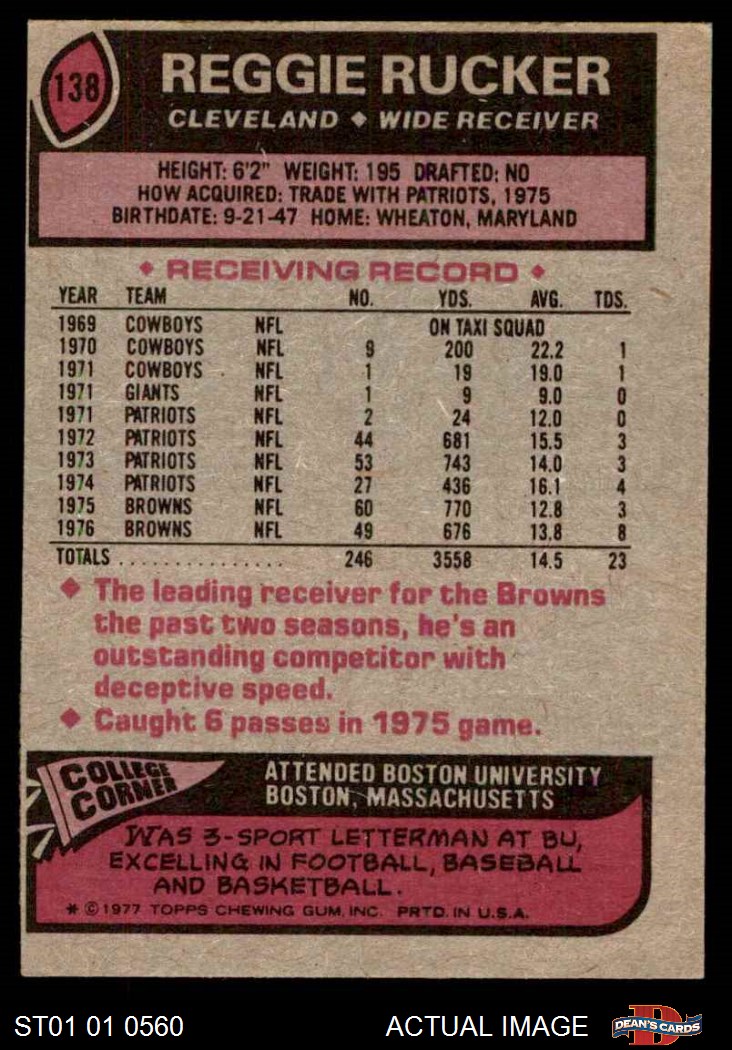 138
REGGIE RUCKER
CLEVELAND ♦ WIDE RECEIVER
HEIGHT: 6'2" WEIGHT: 195 DRAFTED: NO
HOW ACQUIRED: TRADE WITH PATRIOTS, 1975
BIRTHDATE: 9-21-47 HOME: WHEATON, MARYLAND
♦ RECEIVING RECORD ♦
YEAR TEAM NO. YDS. AVG. TDS.
1969 COWBOYS NFL ON TAXI SQUAD
1970 COWBOYS NFL 9 200 22.2 1
1971 COWBOYS NFL 1 19 19.0 1
1971 GIANTS NFL 1 9 9.0 0
1971 PATRIOTS NFL 2 24 12.0 0
1972 PATRIOTS NFL 44 681 15.5 3
1973 PATRIOTS NFL 53 743 14.0 3
1974 PATRIOTS NFL 27 436 16.1 4
1975 BROWNS NFL 60 770 12.8 3
1976 BROWNS NFL 49 676 13.8 8
TOTALS ............... 246 3558 14.5 23
♦ The leading receiver for the Browns
the past two seasons, he's an
outstanding competitor with
deceptive speed.
♦ Caught 6 passes in 1975 game.
COLLEGE
CORNER
ATTENDED BOSTON UNIVERSITY
BOSTON, MASSACHUSETTS
WAS 3-SPORT LETTERMAN AT BU,
EXCELLING IN FOOTBALL, BASEBALL
AND BASKETBALL.
* © 1977 TOPPS CHEWING GUM, INC. PRTD. IN U.S.A.
ST01 01 0560 ACTUAL IMAGE
D
DEAN'S CARDS